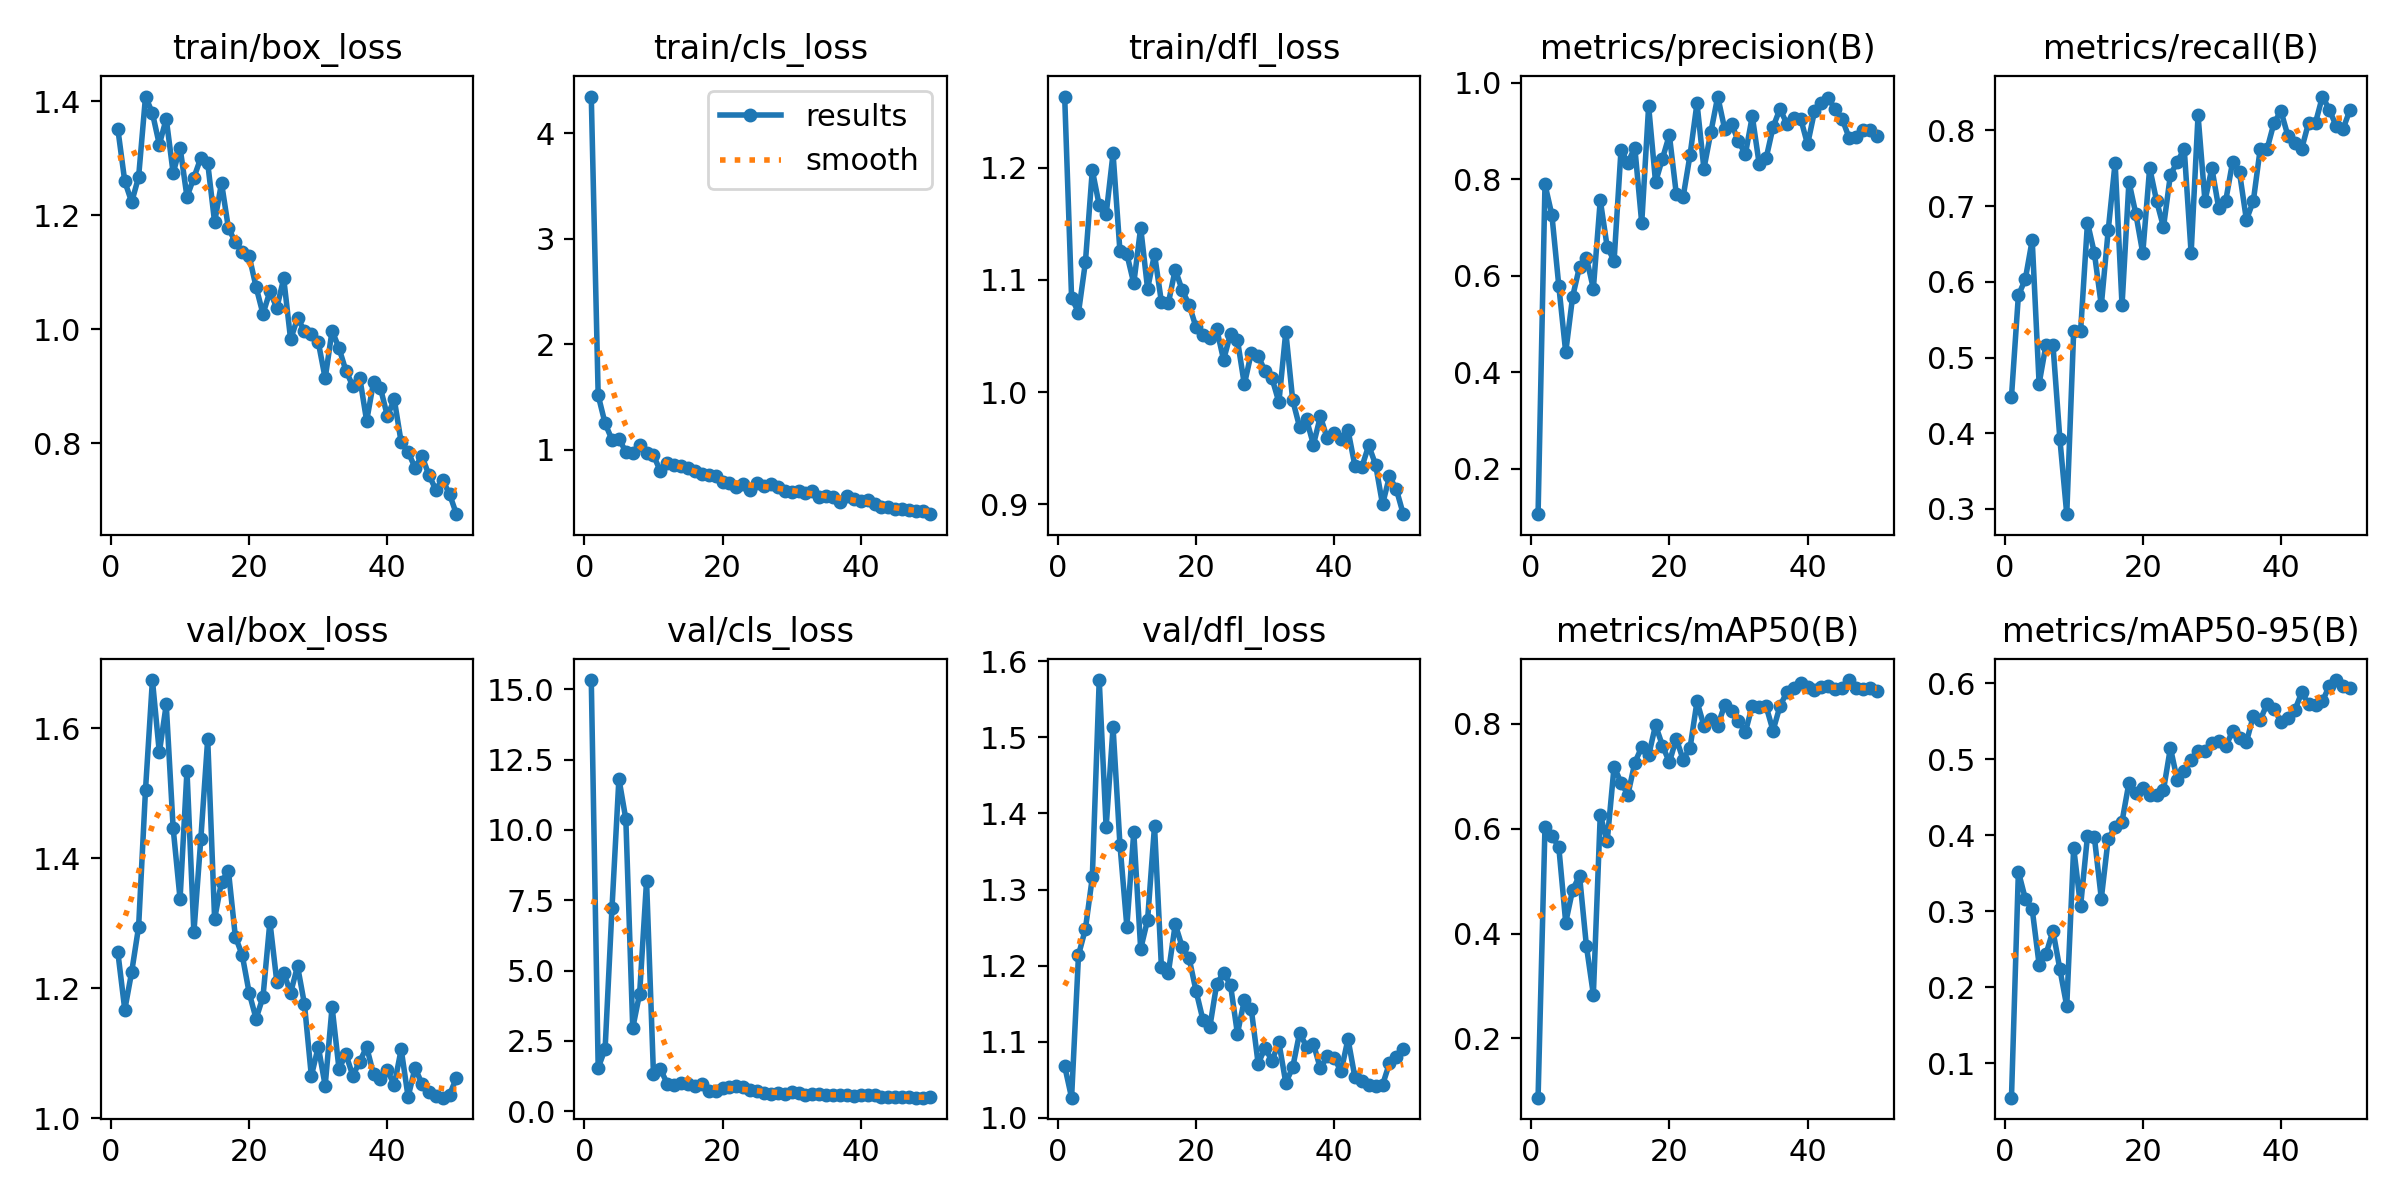 train/box_loss
1.4
1.2
1.0
0.8
0 20 40
train/cls_loss
results
smooth
4
3
2
1
0 20 40
train/dfl_loss
1.2
1.1
1.0
0.9
0 20 40
metrics/precision(B)
1.0
0.8
0.6
0.4
0.2
0 20 40
metrics/recall(B)
0.8
0.7
0.6
0.5
0.4
0.3
0 20 40
val/box_loss
1.6
1.4
1.2
1.0
0 20 40
val/cls_loss
15.0
12.5
10.0
7.5
5.0
2.5
0.0
0 20 40
val/dfl_loss
1.6
1.5
1.4
1.3
1.2
1.1
1.0
0 20 40
metrics/mAP50(B)
0.8
0.6
0.4
0.2
0 20 40
metrics/mAP50-95(B)
0.6
0.5
0.4
0.3
0.2
0.1
0 20 40